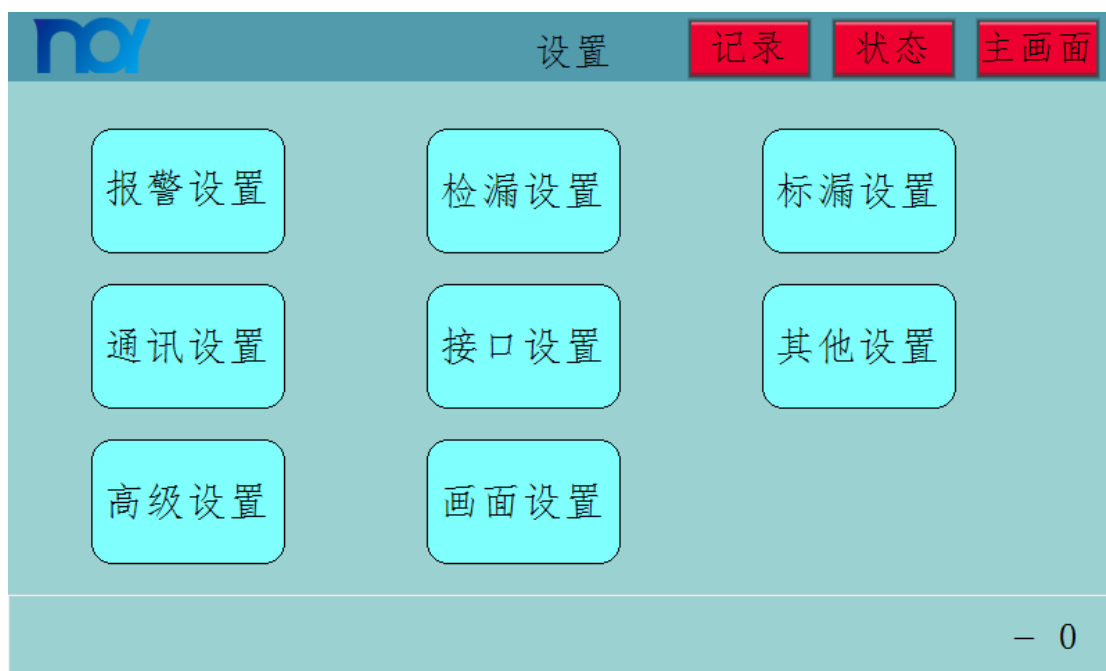 noy 设置 记录 状态 主画面
报警设置 检漏设置 标漏设置
通讯设置 接口设置 其他设置
高级设置 画面设置
- 0